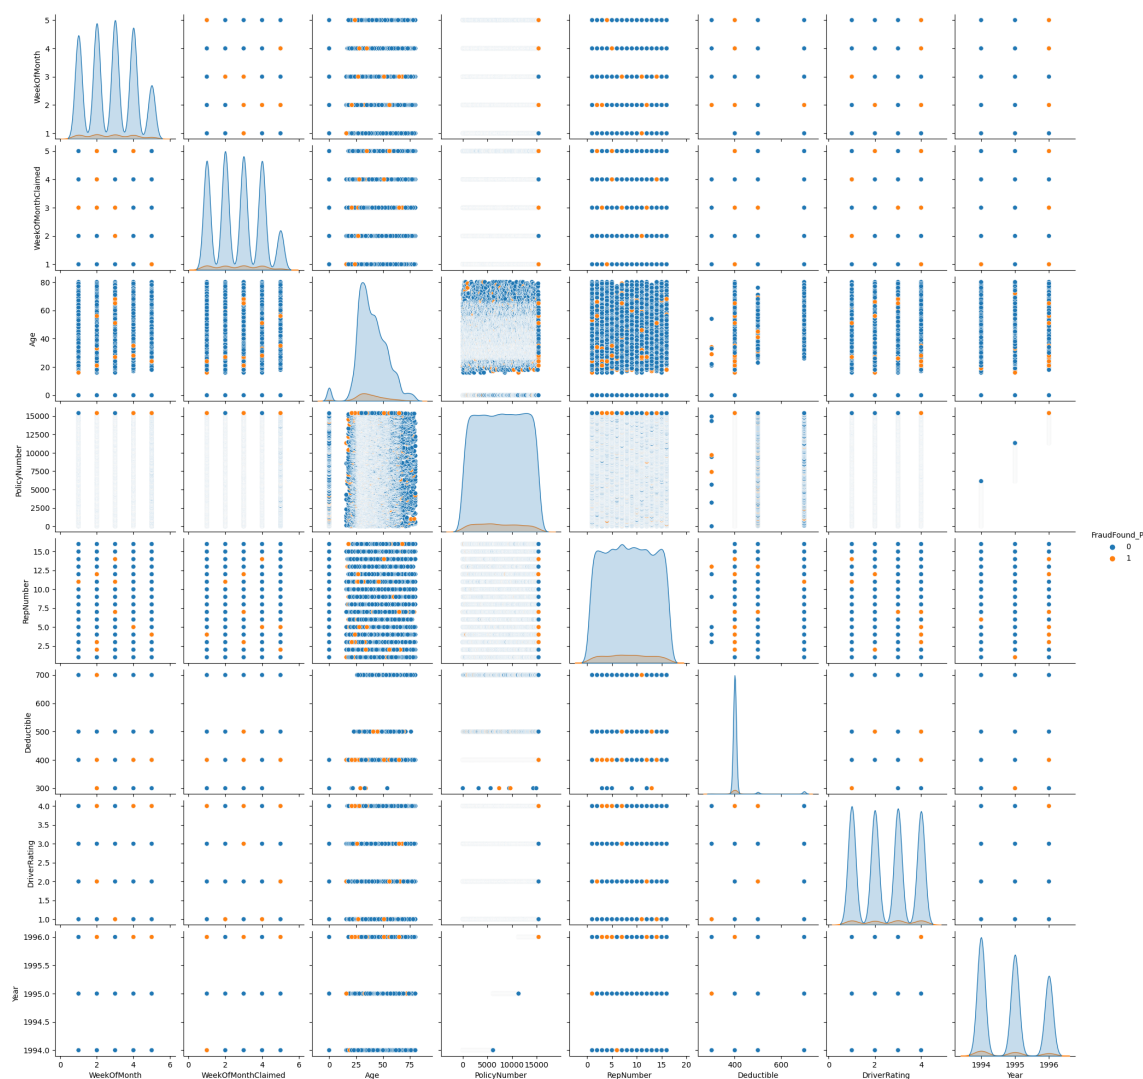 WeekOfMonth
5
4
3
2
1
WeekOfMonthClaimed
5
4
3
2
1
Age
80
60
40
20
0
PolicyNumber
15000
12500
10000
7500
5000
2500
0
RepNumber
15.0
12.5
10.0
7.5
5.0
2.5
Deductible
700
600
500
400
300
DriverRating
4.0
3.5
3.0
2.5
2.0
1.5
1.0
Year
1996.0
1995.5
1995.0
1994.5
1994.0
0 2 4 6
WeekOfMonth
0 2 4 6
WeekOfMonthClaimed
0 25 50 75
Age
0 5000 10000 15000
PolicyNumber
0 5 10 15 20
RepNumber
400 600
Deductible
0 1 2 3 4
DriverRating
1994 1995 1996
Year
FraudFound_P
0
1